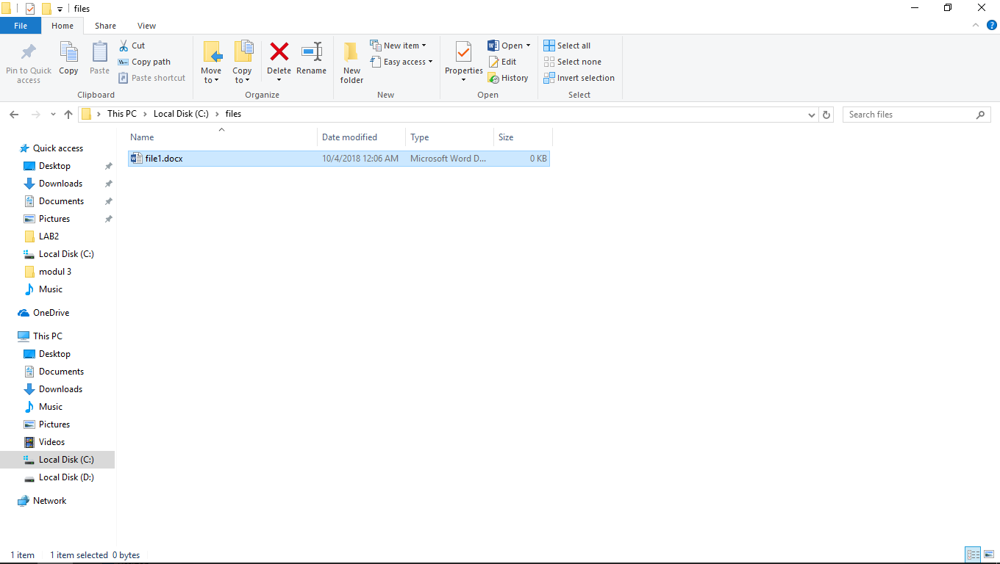 files
File Home Share View
Pin to Quick access
Copy
Paste
Cut
Copy path
Paste shortcut
Clipboard
Move to
Copy to
Delete
Rename
Organize
New folder
New item
Easy access
New
Properties
Open
Edit
History
Open
Select all
Select none
Invert selection
Select
This PC > Local Disk (C:) > files
Search files
Name Date modified Type Size
file1.docx 10/4/2018 12:06 AM Microsoft Word D... 0 KB
Quick access
Desktop
Downloads
Documents
Pictures
LAB2
Local Disk (C:)
modul 3
Music
OneDrive
This PC
Desktop
Documents
Downloads
Music
Pictures
Videos
Local Disk (C:)
Local Disk (D:)
Network
1 item 1 item selected 0 bytes